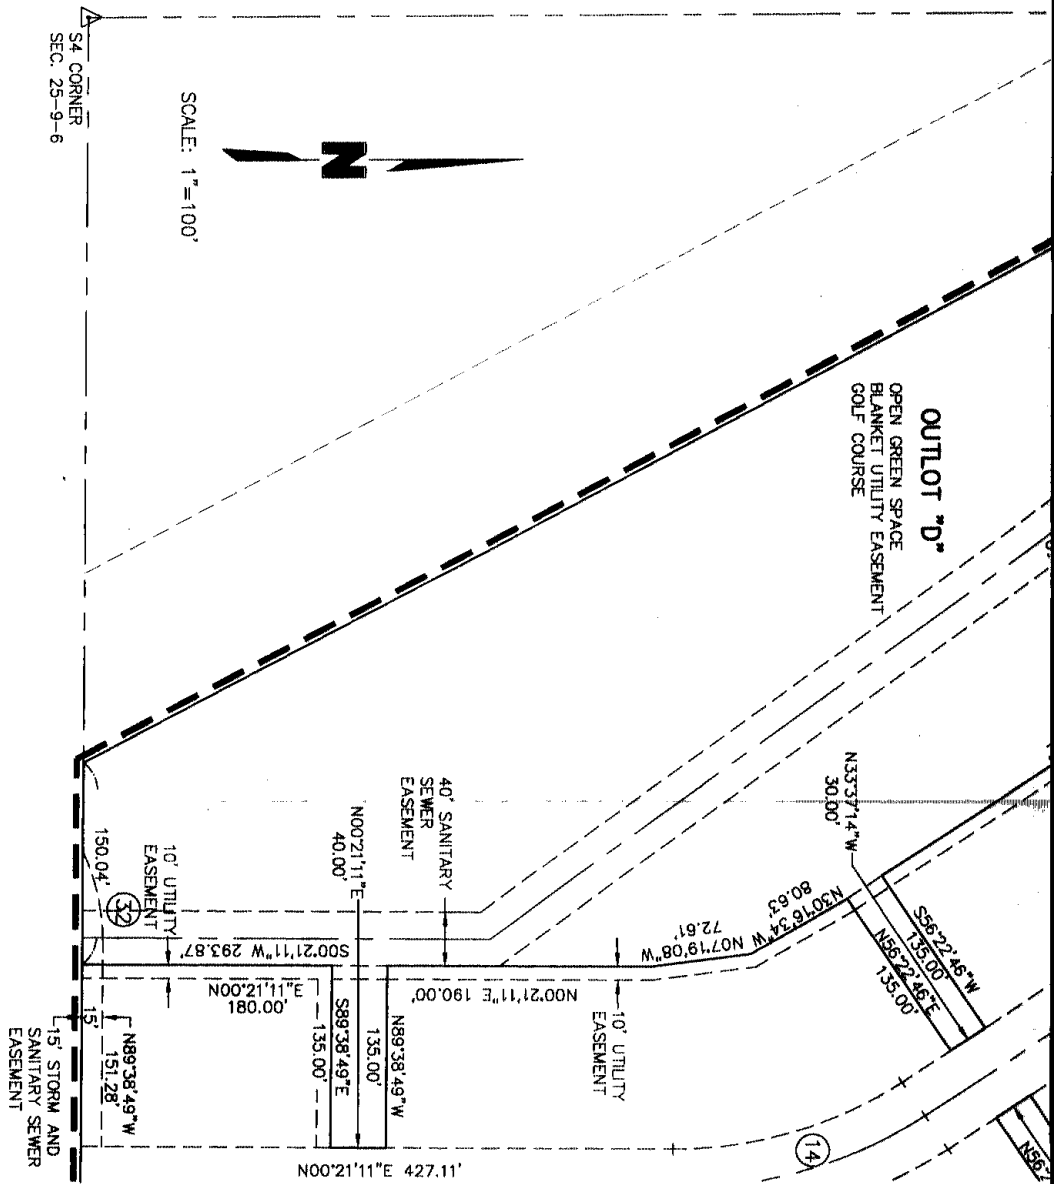 S4 CORNER
SEC. 25-9-6
SCALE: 1"=100'
N
OUTLOT "D"
OPEN GREEN SPACE
BLANKET UTILITY EASEMENT
GOLF COURSE
N33°37'14"W
30.00'
S56°22'46"W
135.00'
N56°22'46"E
135.00'
N30°16'34"W
80.63'
N07°19'08"W
72.61'
40' SANITARY
SEWER
EASEMENT
N00°21'11"E
40.00'
10' UTILITY
EASEMENT
150.04'
32
S00°21'11"W 293.87'
N00°21'11"E
180.00'
N00°21'11"E 190.00'
10' UTILITY
EASEMENT
S89°38'49"E
135.00'
N89°38'49"W
135.00'
15'
N89°38'49"W
151.28'
15' STORM AND
SANITARY SEWER
EASEMENT
N00°21'11"E 427.11'
14